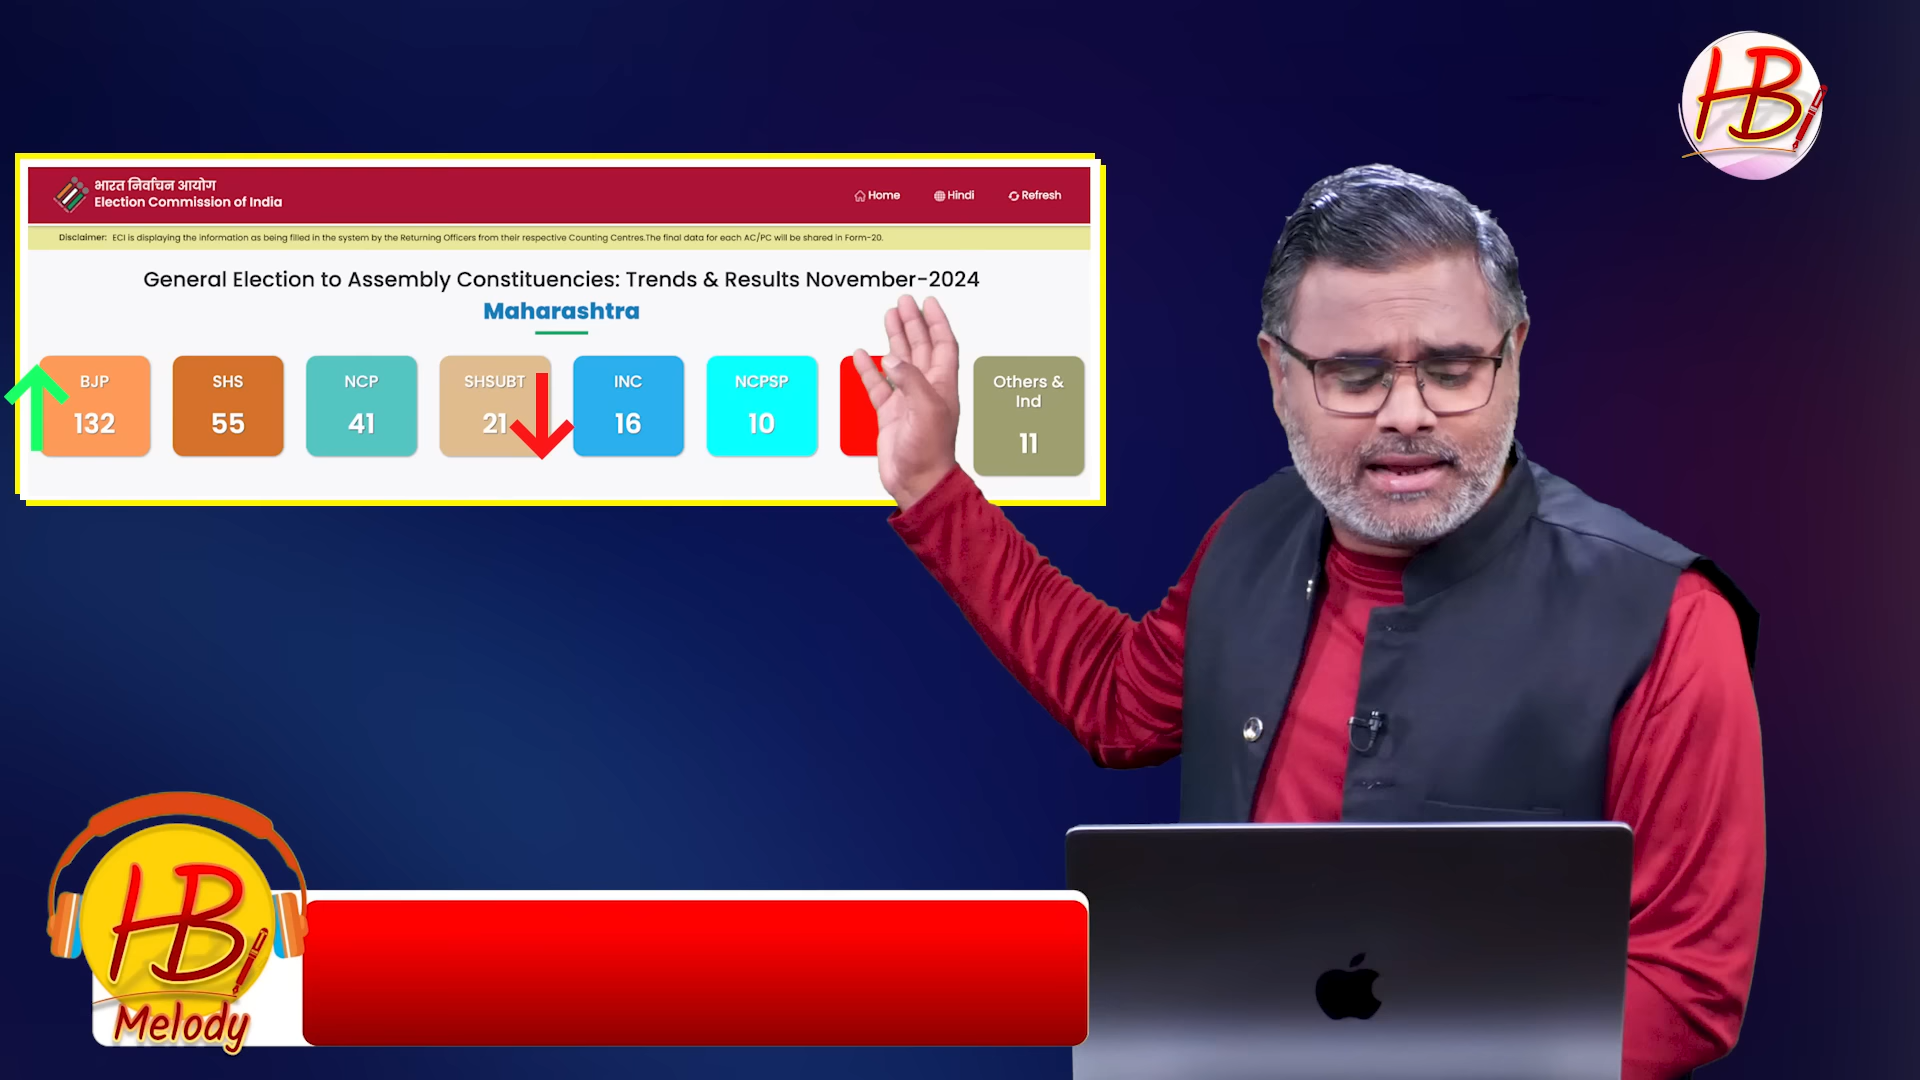 HB
भारत निर्वाचन आयोग
Election Commission of India
Home
Hindi
Refresh
Disclaimer: ECI is displaying the information as being filled in the system by the Returning Officers from their respective Counting Centres.The final data for each AC/PC will be shared in Form-20.
General Election to Assembly Constituencies: Trends & Results November-2024
Maharashtra
BJP
132
SHS
55
NCP
41
SHSUBT
21
INC
16
NCPSP
10
Others &
Ind
11
HB
Melody